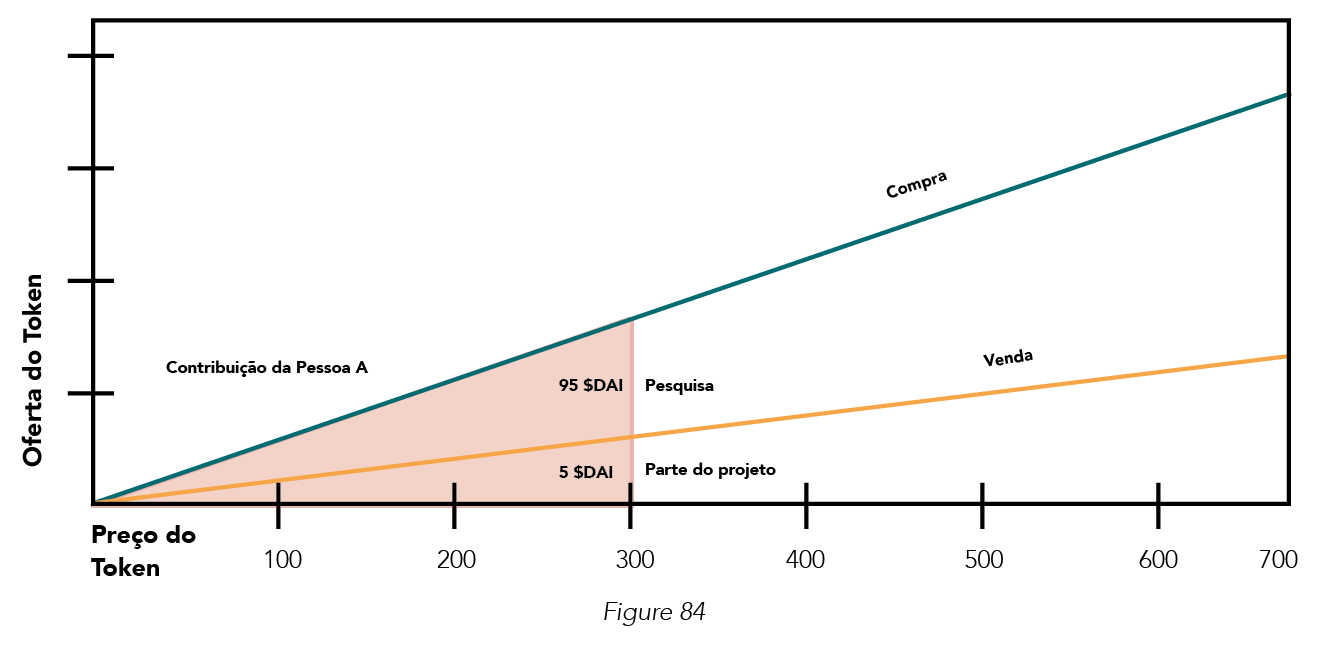 Compra
Venda
Contribuição da Pessoa A
95 $DAI
Pesquisa
5 $DAI
Parte do projeto
Oferta do Token
Preço do
Token
100
200
300
400
500
600
700
Figure 84